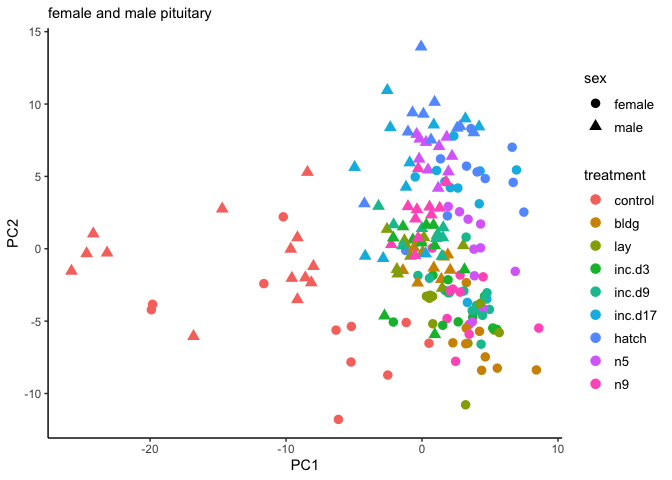 female and male pituitary
15
10
5
0
-5
-10
PC2
-20
-10
0
10
PC1
sex
female
male
treatment
control
bldg
lay
inc.d3
inc.d9
inc.d17
hatch
n5
n9